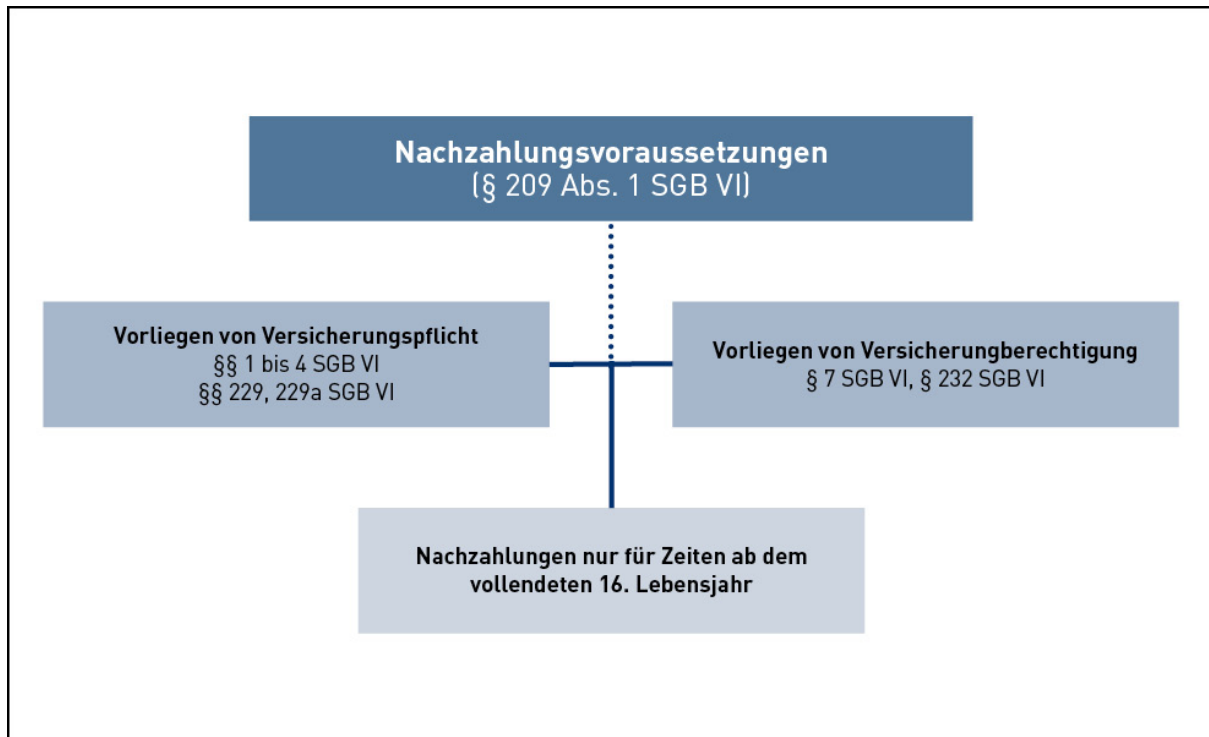 Nachzahlungsvoraussetzungen
(§ 209 Abs. 1 SGB VI)
Vorliegen von Versicherungspflicht
§§ 1 bis 4 SGB VI
§§ 229, 229a SGB VI
Vorliegen von Versicherungberechtigung
§ 7 SGB VI, § 232 SGB VI
Nachzahlungen nur für Zeiten ab dem
vollendeten 16. Lebensjahr